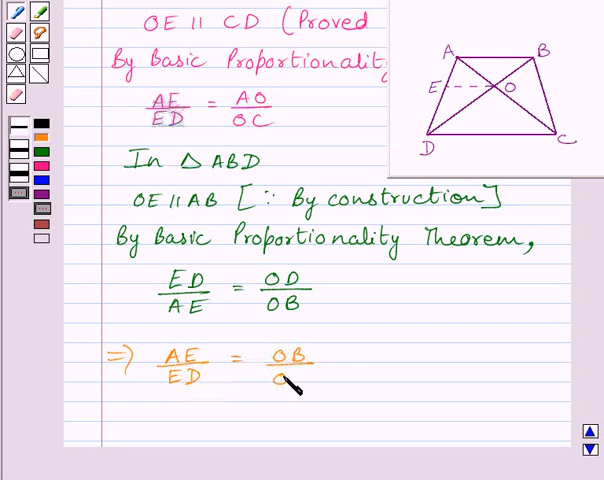 OE || CD (Proved
By Basic Proportionality
AE/ED = AO/OC
In △ ABD
OE || AB [∵ By construction]
By Basic Proportionality Theorem,
ED/AE = OD/OB
=> AE/ED = OB/O
A B
E O
D C